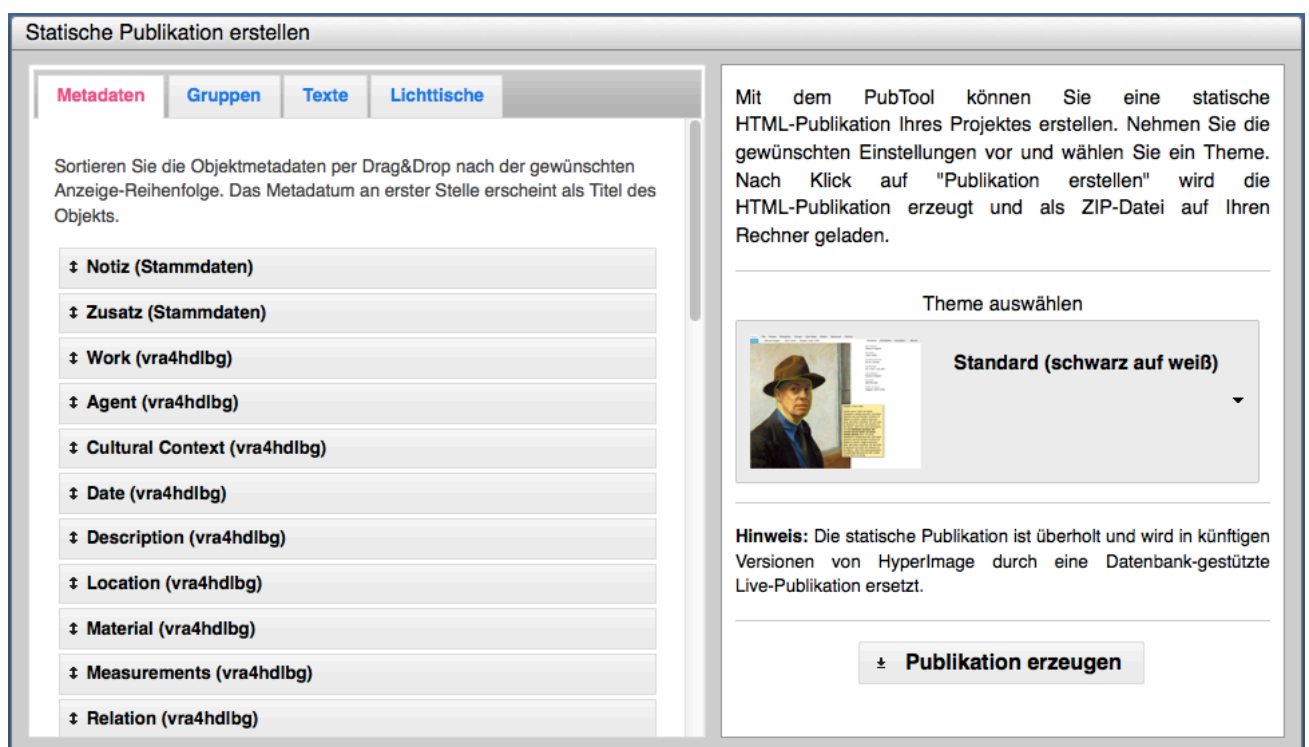 Statische Publikation erstellen
Metadaten
Gruppen
Texte
Lichttische
Sortieren Sie die Objektmetadaten per Drag&Drop nach der gewünschten
Anzeige-Reihenfolge. Das Metadatum an erster Stelle erscheint als Titel des
Objekts.
Notiz (Stammdaten)
Zusatz (Stammdaten)
Work (vra4hdlbg)
Agent (vra4hdlbg)
Cultural Context (vra4hdlbg)
Date (vra4hdlbg)
Description (vra4hdlbg)
Location (vra4hdlbg)
Material (vra4hdlbg)
Measurements (vra4hdlbg)
Relation (vra4hdlbg)
Mit dem PubTool können Sie eine statische
HTML-Publikation Ihres Projektes erstellen. Nehmen Sie die
gewünschten Einstellungen vor und wählen Sie ein Theme.
Nach Klick auf "Publikation erstellen" wird die
HTML-Publikation erzeugt und als ZIP-Datei auf Ihren
Rechner geladen.
Theme auswählen
Standard (schwarz auf weiß)
Hinweis: Die statische Publikation ist überholt und wird in künftigen
Versionen von HyperImage durch eine Datenbank-gestützte
Live-Publikation ersetzt.
Publikation erzeugen